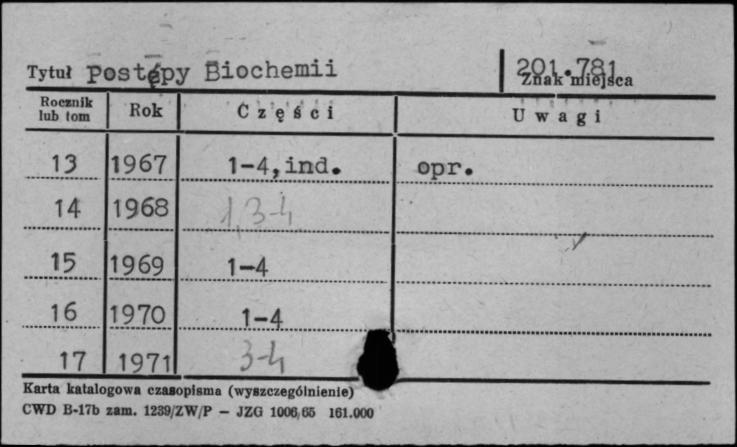 Tytuł Postępy Biochemii 201.781
Znak miejsca
Rocznik lub tom Rok Części Uwagi
13 1967 1-4,ind. opr.
14 1968 1,3-4
15 1969 1-4
16 1970 1-4
17 1971 3-4
Karta katalogowa czasopisma (wyszczególnienie)
CWD B-17b zam. 1239/ZW/P – JZG 1006/65 161.000